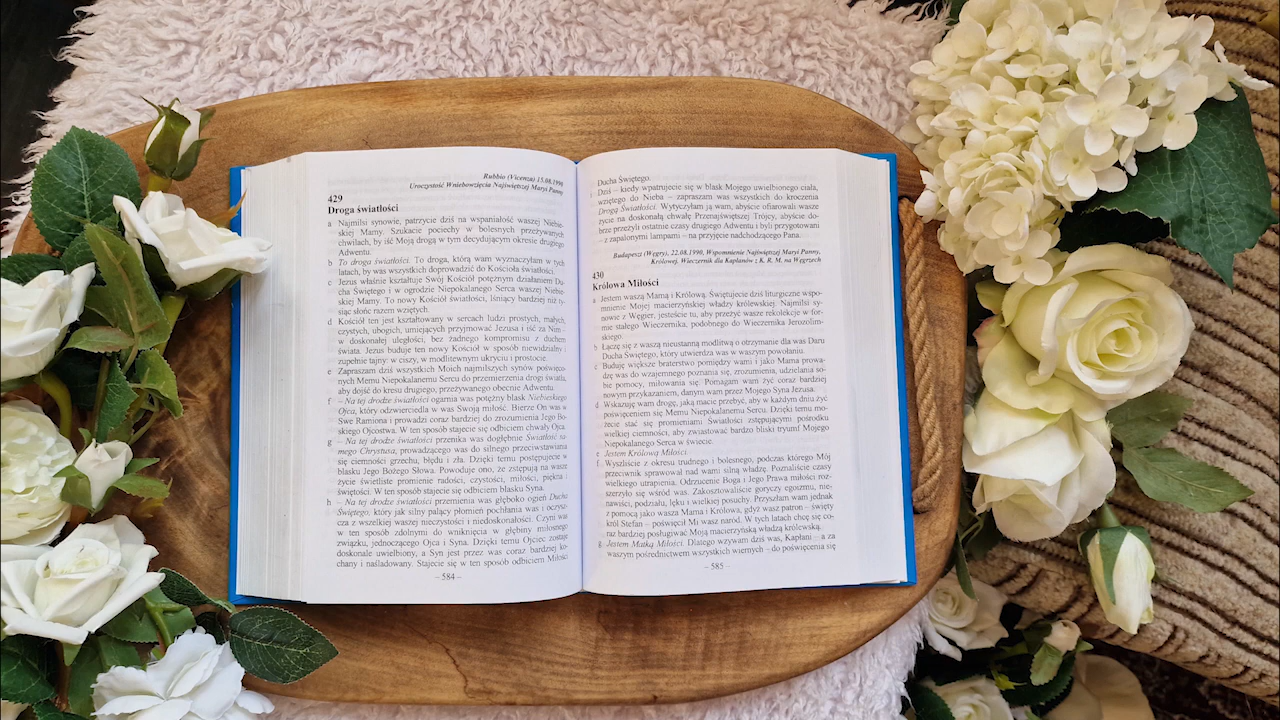 Rubbio (Vicenza) 15.08.1990
Uroczystość Wniebowzięcia Najświętszej Maryi Panny
429
Droga światłości
a Najmilsi synowie, patrzycie dziś na wspaniałość waszej Niebie-
skiej Mamy. Szukacie pociechy w bolesnych przeżywanych
chwilach, by iść Moją drogą w tym decydującym okresie drugiego
Adwentu.
b To droga światłości. To droga, którą wam wyznaczyłam w tych
latach, by was wszystkich doprowadzić do Kościoła światłości.
c Jezus właśnie kształtuje Swój Kościół potężnym działaniem Du-
cha Świętego i w ogrodzie Niepokalanego Serca waszej Niebie-
skiej Mamy. To nowy Kościół światłości, lśniący bardziej niż ty-
siąc słońc razem wziętych.
d Kościół ten jest kształtowany w sercach ludzi prostych, małych,
czystych, ubogich, umiejących przyjmować Jezusa i iść za Nim –
w doskonałej uległości, bez żadnego kompromisu z duchem
świata. Jezus buduje ten nowy Kościół w sposób niewidzialny i
zupełnie tajny: w ciszy, w modlitewnym ukryciu i prostocie.
e Zapraszam dziś wszystkich Moich najmilszych synów poświęco-
nych Memu Niepokalanemu Sercu do przemierzenia drogi światła,
aby dojść do kresu drugiego, przeżywanego obecnie Adwentu.
f – Na tej drodze światłości ogarnia was potężny blask Niebieskiego
Ojca, który odzwierciedla w was Swoją miłość. Bierze On was w
Swe Ramiona i prowadzi coraz bardziej do zrozumienia Jego Bo-
skiego Ojcostwa. W ten sposób stajecie się odbiciem chwały Ojca.
g – Na tej drodze światłości przenika was dogłębnie Światłość sa-
mego Chrystusa, prowadzącego was do silnego przeciwstawiania
się ciemności grzechu, błędu i zła. Dzięki temu postępujecie w
blasku Jego Bożego Słowa. Powoduje ono, że zstępują na wasze
życie świetliste promienie radości, czystości, miłości, piękna i
świętości. W ten sposób stajecie się odbiciem blasku Syna.
h – Na tej drodze światłości przemienia was głęboko ogień Ducha
Świętego, który jak silny palący płomień pochłania was i oczysz-
cza z wszelkiej waszej nieczystości i niedoskonałości. Czyni was
w ten sposób zdolnymi do wniknięcia w głębiny miłosnego
związku, jednoczącego Ojca i Syna. Dzięki temu Ojciec zostaje
doskonale uwielbiony, a Syn jest przez was coraz bardziej ko-
chany i naśladowany. Stajecie się w ten sposób odbiciem Miłości
– 584 –
Ducha Świętego.
i Dziś – kiedy wpatrujecie się w blask Mojego uwielbionego ciała,
wziętego do Nieba – zapraszam was wszystkich do kroczenia
Drogą Światłości. Wytyczyłam ją wam, abyście ofiarowali wasze
życie na doskonałą chwałę Przenajświętszej Trójcy, abyście do-
brze przeżyli ostatnie czasy drugiego Adwentu i byli przygotowani
– z zapalonymi lampami – na przyjęcie nadchodzącego Pana.
Budapeszt (Węgry), 22.08.1990, Wspomnienie Najświętszej Maryi Panny,
Królowej. Wieczernik dla Kapłanów i K. R. M. na Węgrzech
430
Królowa Miłości
a Jestem waszą Mamą i Królową. Świętujecie dziś liturgiczne wspo-
mnienie Mojej macierzyńskiej władzy królewskiej. Najmilsi sy-
nowie z Węgier, jesteście tu, aby przeżyć wasze rekolekcje w for-
mie stałego Wieczernika, podobnego do Wieczernika Jerozolim-
skiego.
b Łączę się z waszą nieustanną modlitwą o otrzymanie dla was Daru
Ducha Świętego, który utwierdza was w waszym powołaniu.
c Buduję większe braterstwo pomiędzy wami i jako Mama prowa-
dzę was do wzajemnego poznania się, zrozumienia, udzielania so-
bie pomocy, miłowania się. Pomagam wam żyć coraz bardziej
nowym przykazaniem, danym wam przez Mojego Syna Jezusa.
d Wskazuję wam drogę, jaką macie przebyć, aby w każdym dniu żyć
poświęceniem się Memu Niepokalanemu Sercu. Dzięki temu mo-
żecie stać się promieniami Światłości zstępującymi pośrodku
wielkiej ciemności, aby zwiastować bardzo bliski tryumf Mojego
Niepokalanego Serca w świecie.
e Jestem Królową Miłości.
f Wyszliście z okresu trudnego i bolesnego, podczas którego Mój
przeciwnik sprawował nad wami silną władzę. Poznaliście czasy
wielkiego utrapienia. Odrzucenie Boga i Jego Prawa miłości roz-
szerzyło się wśród was. Zakosztowaliście goryczy egoizmu, nie-
nawiści, podziału, lęku i wielkiej posuchy. Przyszłam wam jednak
z pomocą jako wasza Mama i Królowa, gdyż wasz patron – święty
król Stefan – poświęcił Mi wasz naród. W tych latach chcę się co-
raz bardziej posługiwać Moją macierzyńską władzą królewską.
g Jestem Matką Miłości. Dlatego wzywam dziś was, Kapłani – a za
waszym pośrednictwem wszystkich wiernych – do poświęcenia się
– 585 –